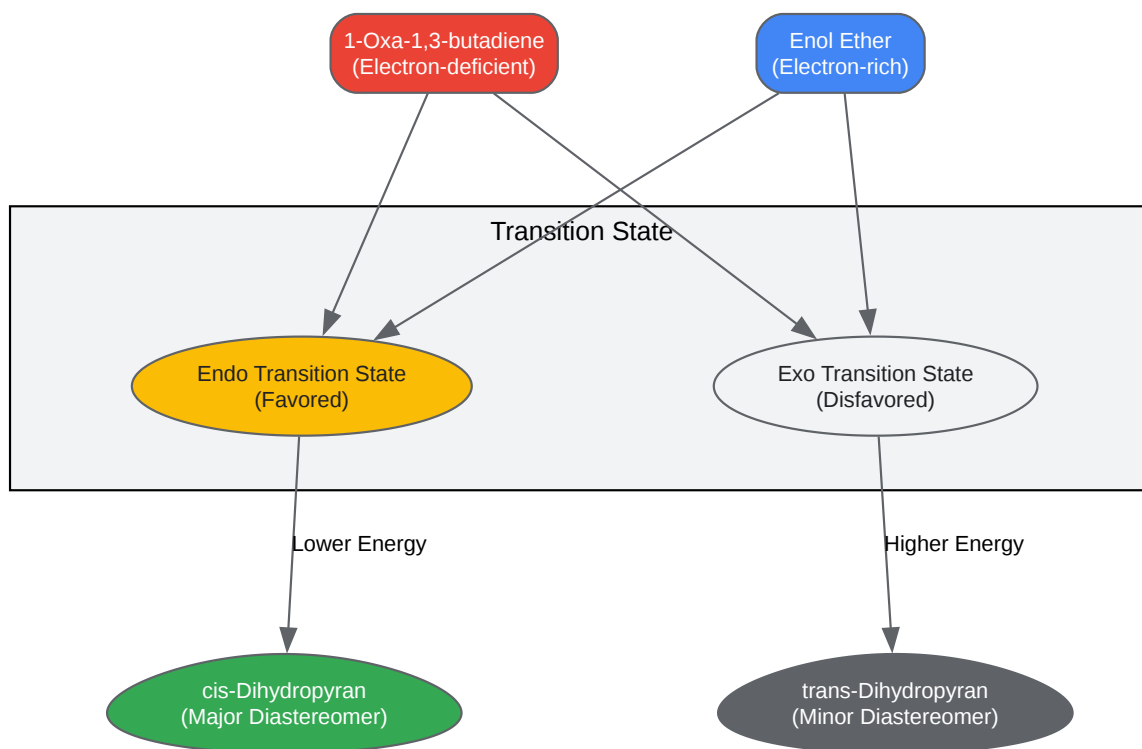 1-Oxa-1,3-butadiene
(Electron-deficient)
Enol Ether
(Electron-rich)
Transition State
Endo Transition State
(Favored)
Exo Transition State
(Disfavored)
Lower Energy
Higher Energy
cis-Dihydropyran
(Major Diastereomer)
trans-Dihydropyran
(Minor Diastereomer)